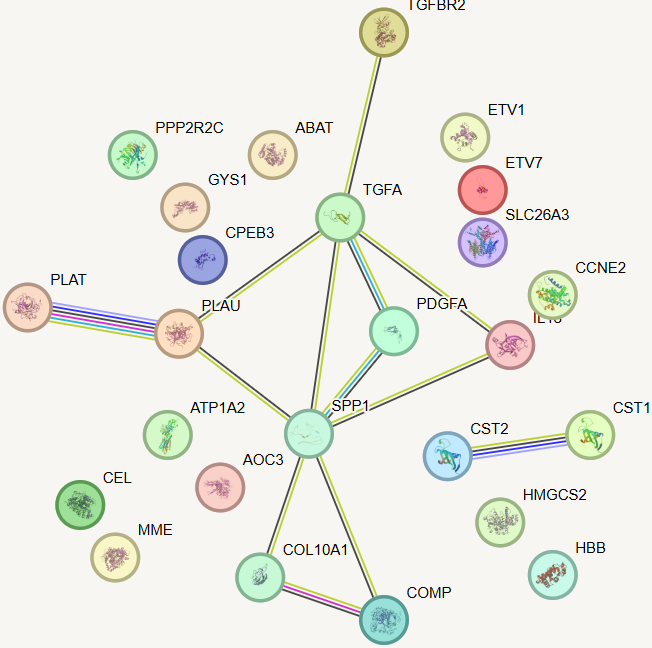 TGFBR2
ETV1
PPP2R2C
ABAT
ETV7
GYS1
TGFA
SLC26A3
CPEB3
CCNE2
PLAT
PLAU
PDGFA
SPP1
ATP1A2
CST1
CST2
AOC3
CEL
HMGCS2
MME
COL10A1
HBB
COMP